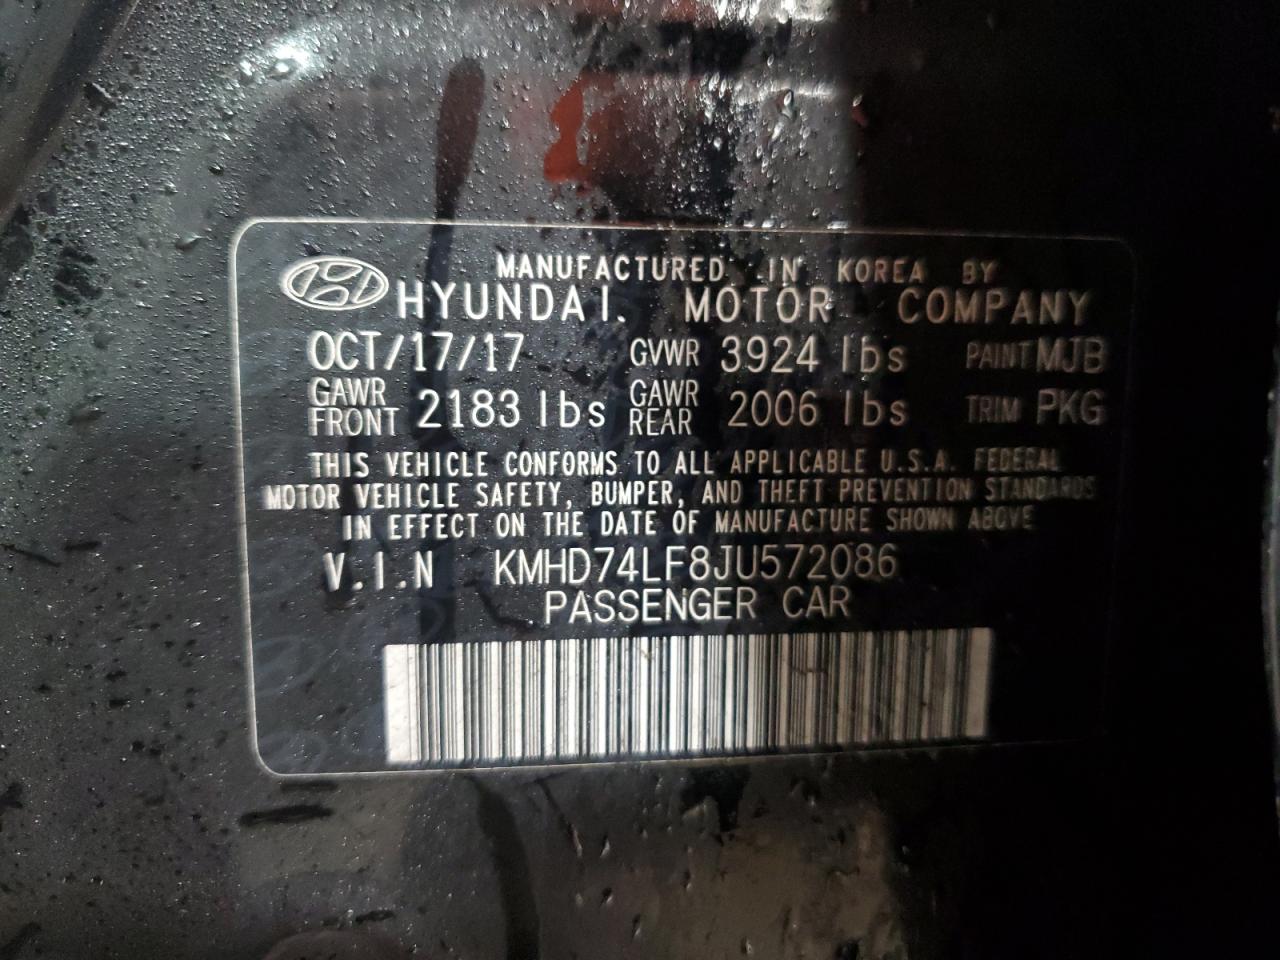 MANUFACTURED IN KOREA BY
HYUNDAI. MOTOR COMPANY
OCT/17/17 GVWR 3924 lbs PAINT MJB
GAWR FRONT 2183 lbs GAWR REAR 2006 lbs TRIM PKG
THIS VEHICLE CONFORMS TO ALL APPLICABLE U.S.A. FEDERAL
MOTOR VEHICLE SAFETY, BUMPER, AND THEFT PREVENTION STANDARDS
IN EFFECT ON THE DATE OF MANUFACTURE SHOWN ABOVE
V.I.N KMHD74LF8JU572086
PASSENGER CAR